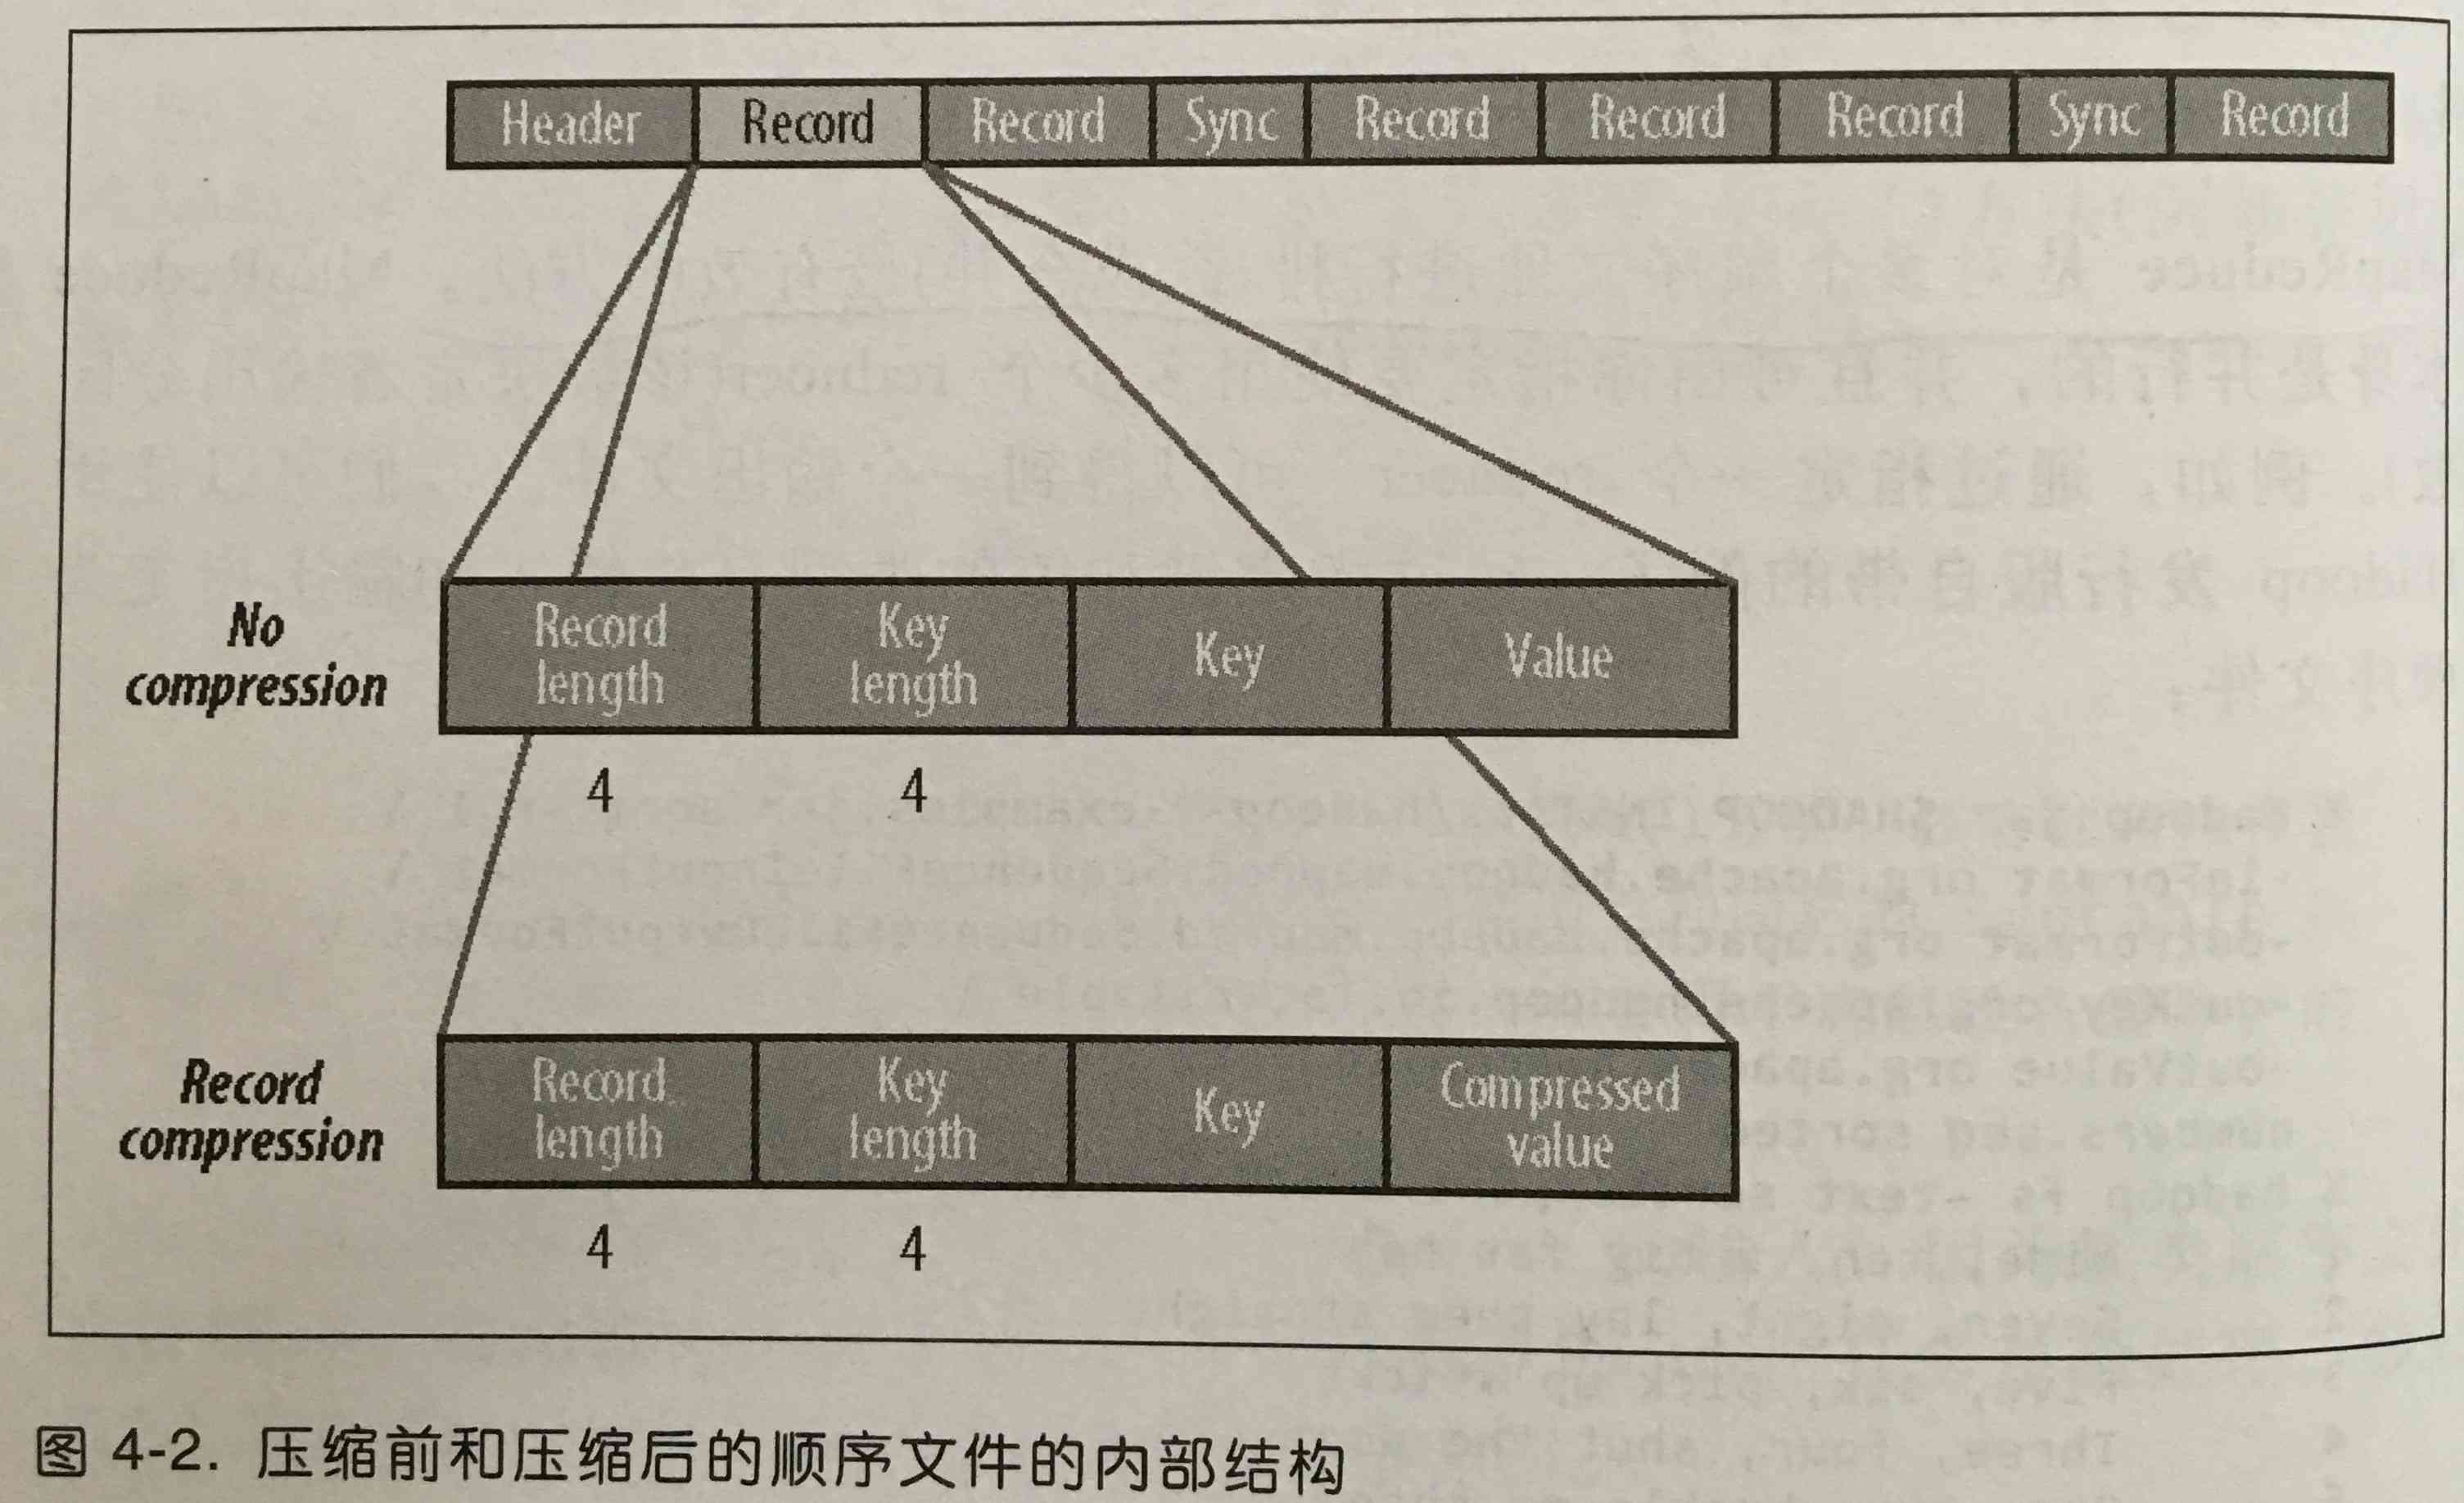 Header Record Record Sync Record Record Record Sync Record
No
compression
Record
length
Key
length
Key
Value
4 4
Record
compression
Record
length
Key
length
Key
Compressed
value
4 4
图 4-2. 压缩前和压缩后的顺序文件的内部结构